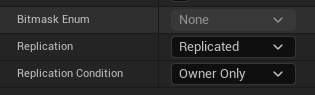 Bitmask Enum None
Replication Replicated
Replication Condition Owner Only